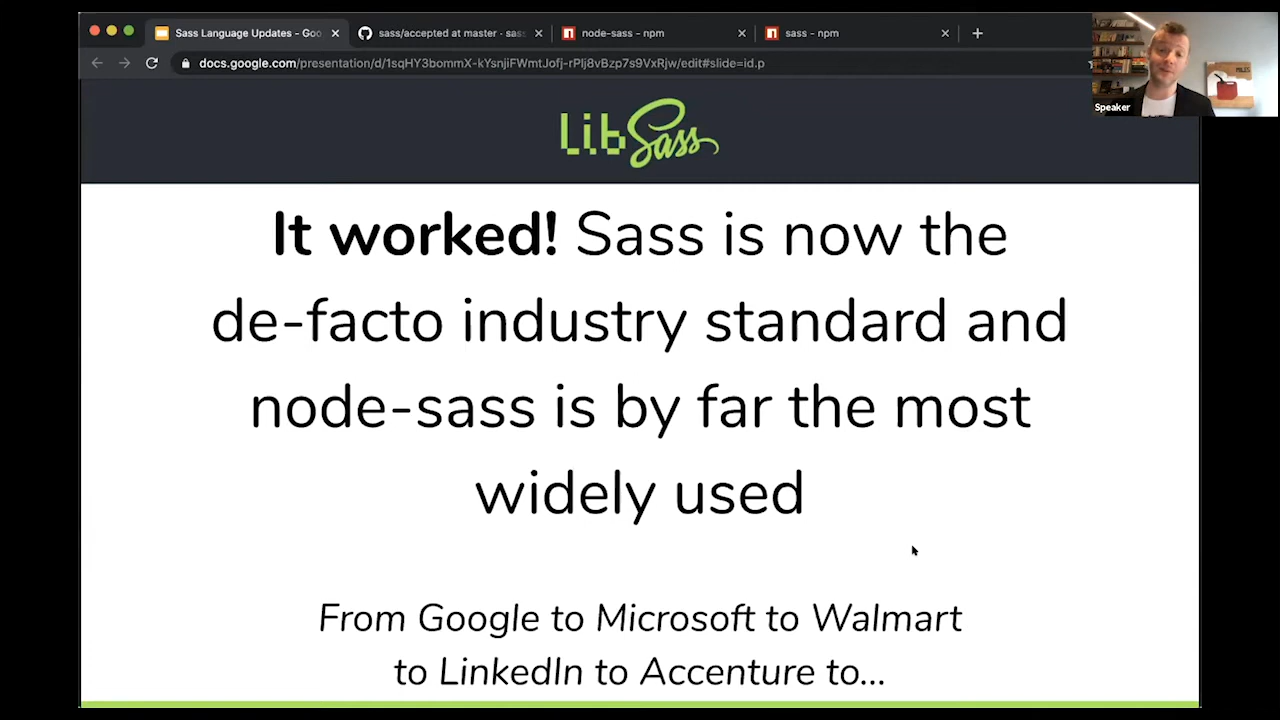 Sass Language Updates - Goo
sass/accepted at master · sass
node-sass - npm
sass - npm
docs.google.com/presentation/d/1sqHY3bommX-kYsnjiFWmtJofj-rPIj8vBzp7s9VxRjw/edit#slide=id.p
Speaker
LibSass
It worked! Sass is now the
de-facto industry standard and
node-sass is by far the most
widely used
From Google to Microsoft to Walmart
to LinkedIn to Accenture to...